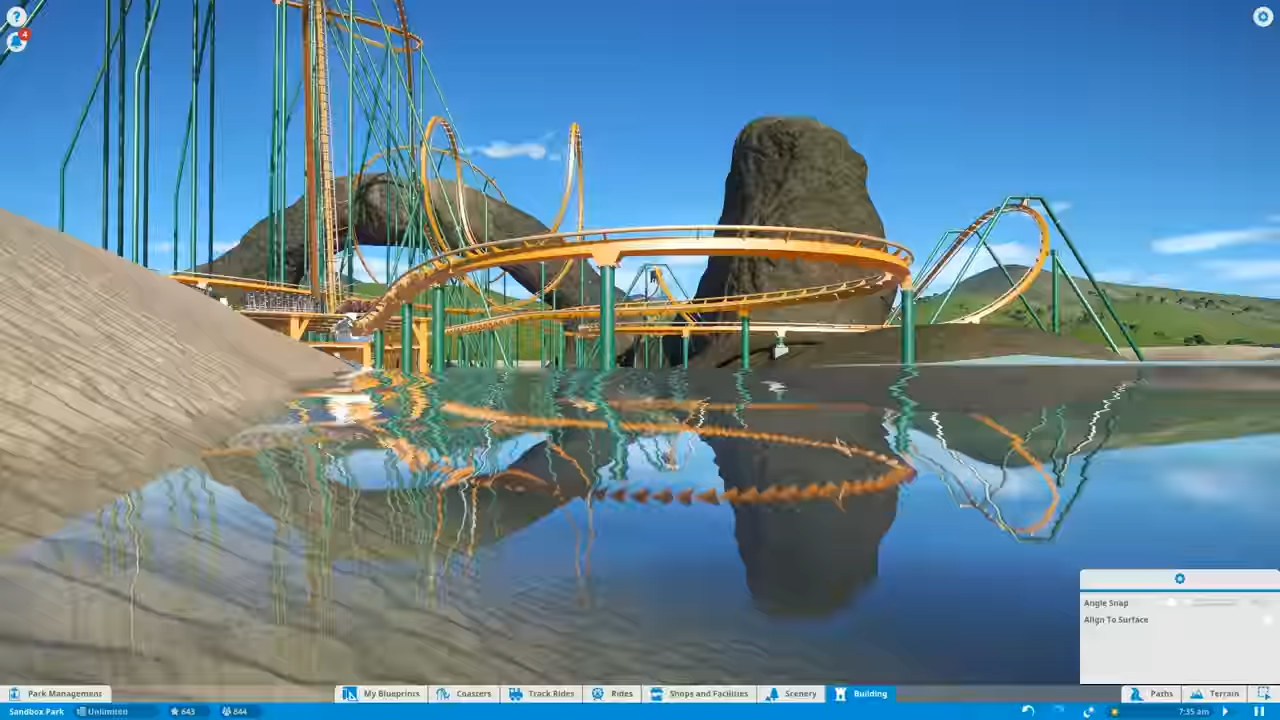 ?
4
Angle Snap
Align To Surface
Park Management
My Blueprints
Coasters
Track Rides
Rides
Shops and Facilities
Scenery
Building
Paths
Terrain
Sandbox Park
Unlimited
643
844
7:35 am